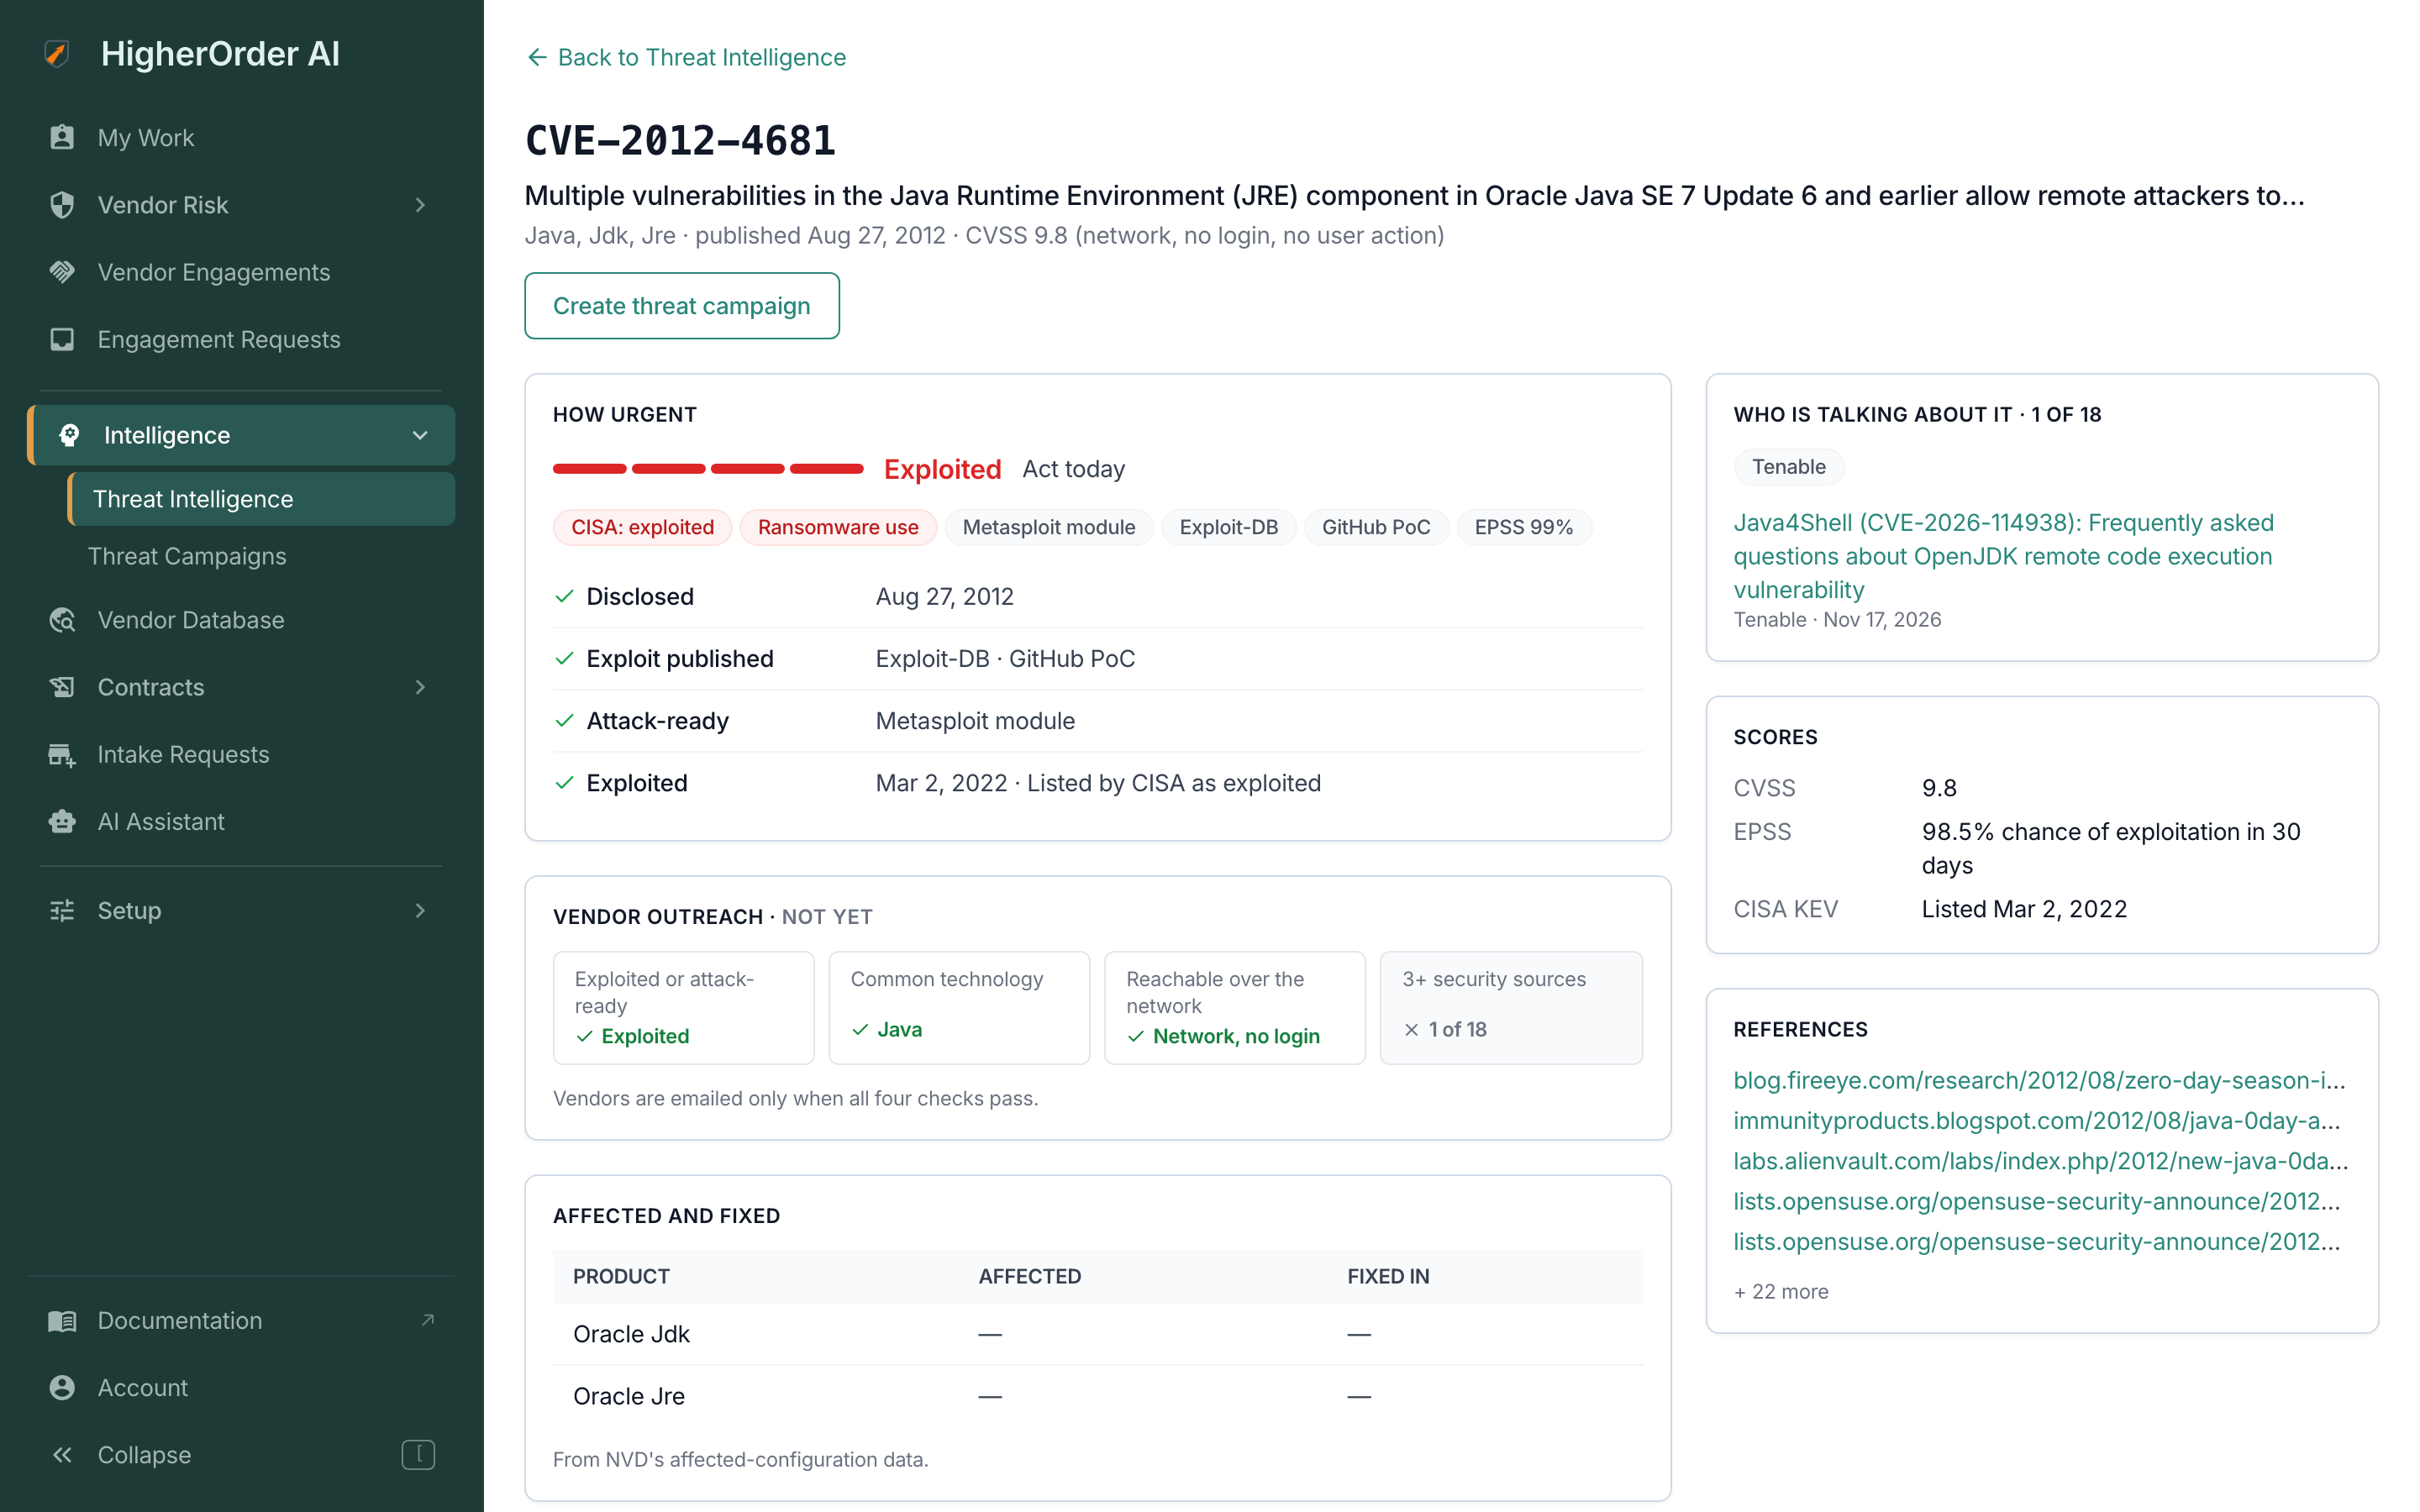 HigherOrder AI
My Work
Vendor Risk
Vendor Engagements
Engagement Requests
Intelligence
Threat Intelligence
Threat Campaigns
Vendor Database
Contracts
Intake Requests
AI Assistant
Setup
Documentation
Account
Collapse [
Back to Threat Intelligence
CVE-2012-4681
Multiple vulnerabilities in the Java Runtime Environment (JRE) component in Oracle Java SE 7 Update 6 and earlier allow remote attackers to...
Java, Jdk, Jre · published Aug 27, 2012 · CVSS 9.8 (network, no login, no user action)
Create threat campaign
HOW URGENT
Exploited Act today
CISA: exploited Ransomware use Metasploit module Exploit-DB GitHub PoC EPSS 99%
Disclosed Aug 27, 2012
Exploit published Exploit-DB · GitHub PoC
Attack-ready Metasploit module
Exploited Mar 2, 2022 · Listed by CISA as exploited
VENDOR OUTREACH · NOT YET
Exploited or attack-
ready
Exploited
Common technology
Java
Reachable over the
network
Network, no login
3+ security sources
1 of 18
Vendors are emailed only when all four checks pass.
AFFECTED AND FIXED
PRODUCT AFFECTED FIXED IN
Oracle Jdk — —
Oracle Jre — —
From NVD's affected-configuration data.
WHO IS TALKING ABOUT IT · 1 OF 18
Tenable
Java4Shell (CVE-2026-114938): Frequently asked
questions about OpenJDK remote code execution
vulnerability
Tenable · Nov 17, 2026
SCORES
CVSS 9.8
EPSS 98.5% chance of exploitation in 30
days
CISA KEV Listed Mar 2, 2022
REFERENCES
blog.fireeye.com/research/2012/08/zero-day-season-i...
immunityproducts.blogspot.com/2012/08/java-0day-a...
labs.alienvault.com/labs/index.php/2012/new-java-0da...
lists.opensuse.org/opensuse-security-announce/2012...
lists.opensuse.org/opensuse-security-announce/2012...
+ 22 more